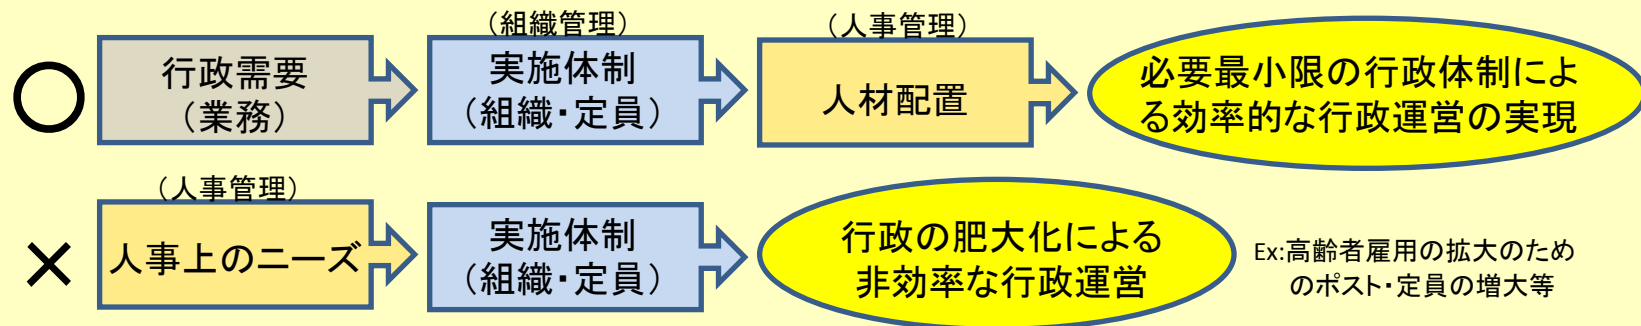 ○
行政需要
（業務）
（組織管理）
実施体制
（組織・定員）
（人事管理）
人材配置
必要最小限の行政体制によ
る効率的な行政運営の実現
×
（人事管理）
人事上のニーズ
実施体制
（組織・定員）
行政の肥大化による
非効率な行政運営
Ex:高齢者雇用の拡大のため
のポスト・定員の増大等